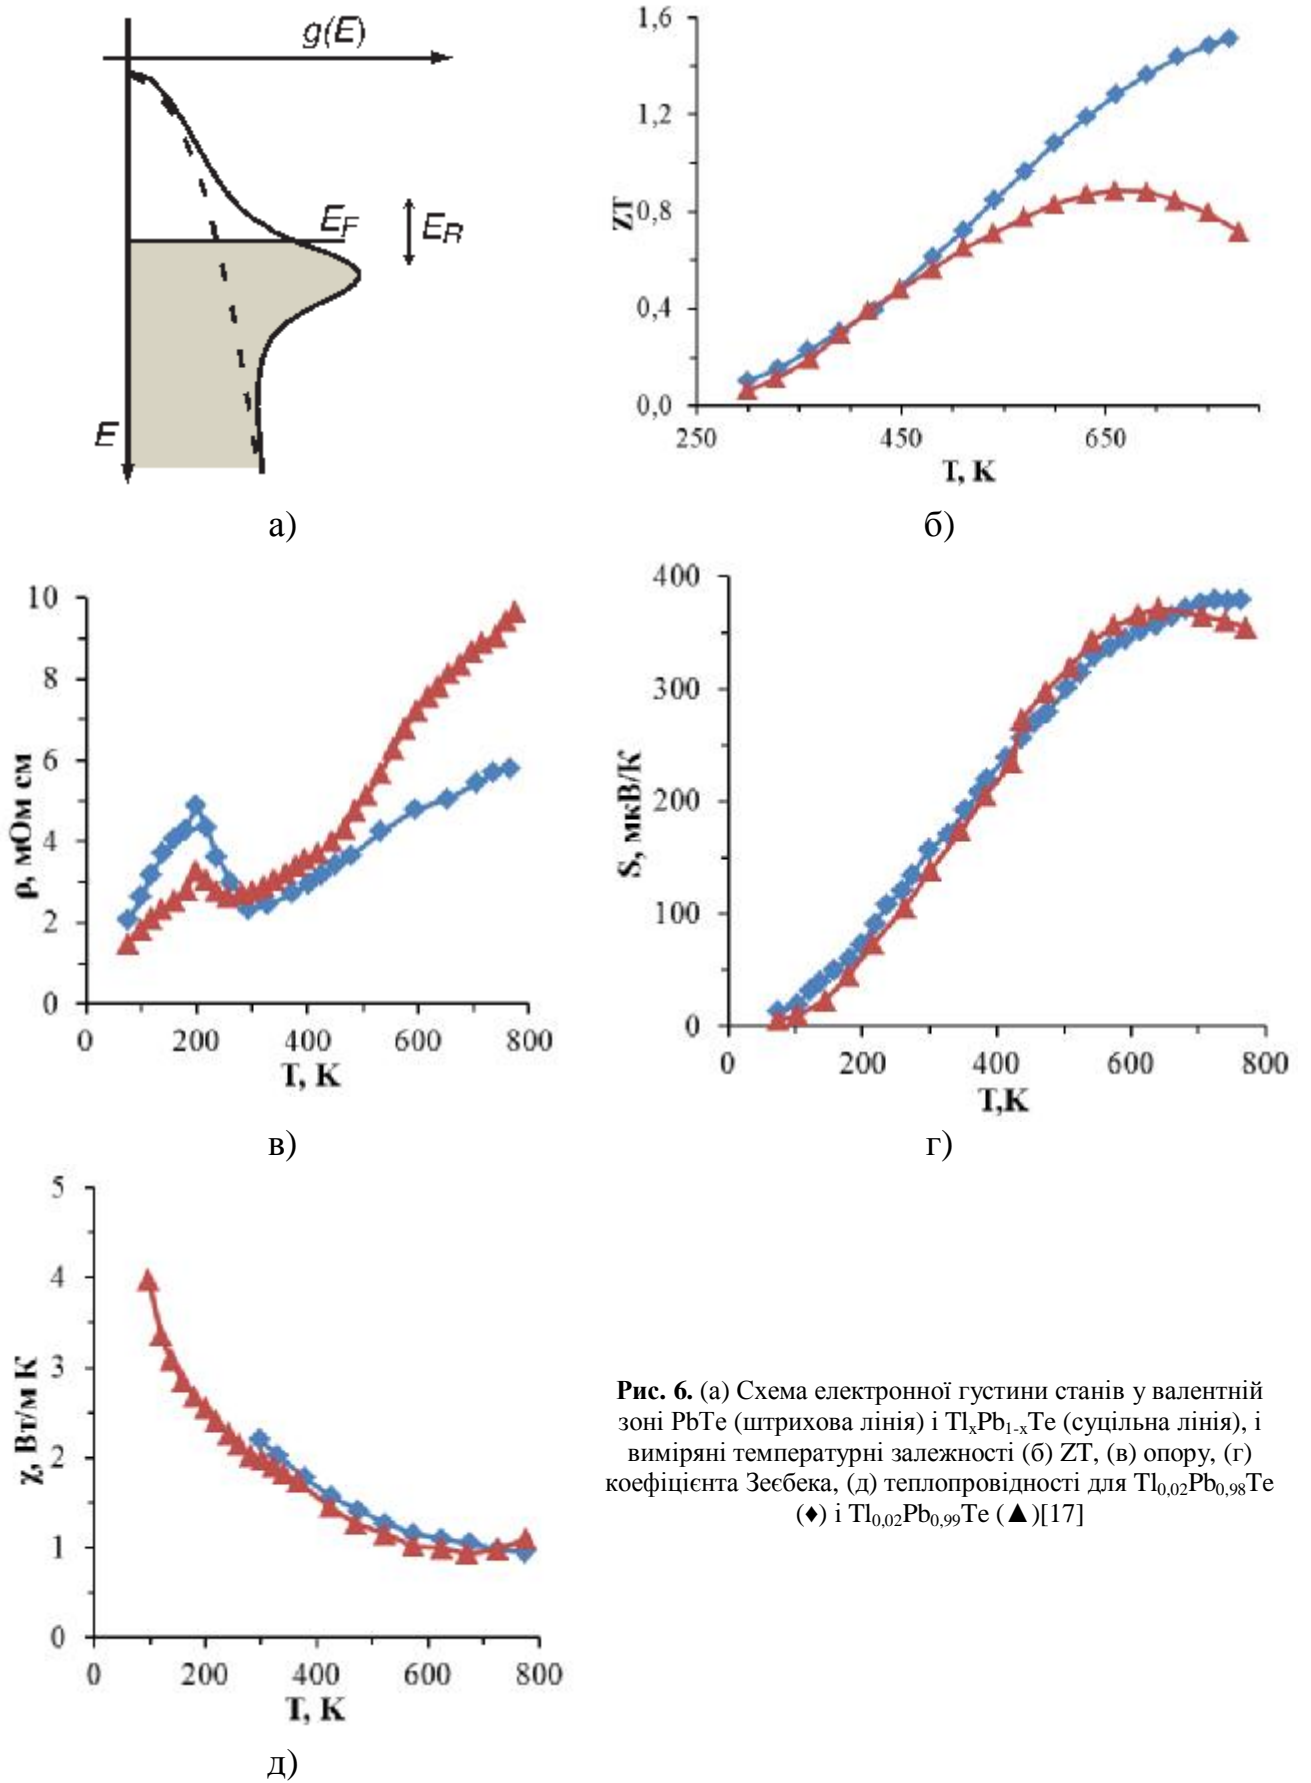 g(E)
E_F
E_R
E
а)
1,6
1,2
0,8
0,4
0,0
ZT
250 450 650
T, K
б)
10
8
6
4
2
0
ρ, мОм см
0 200 400 600 800
T, K
в)
400
300
200
100
0
S, мкВ/К
0 200 400 600 800
T,K
г)
5
4
3
2
1
0
χ, Вт/м К
0 200 400 600 800
T, K
д)
Рис. 6. (а) Схема електронної густини станів у валентній
зоні PbTe (штрихова лінія) і TlₓPb₁₋ₓTe (суцільна лінія), і
виміряні температурні залежності (б) ZT, (в) опору, (г)
коефіцієнта Зеєбека, (д) теплопровідності для Tl₀,₀₂Pb₀,₉₈Te
(♦) і Tl₀,₀₂Pb₀,₉₉Te (▲)[17]